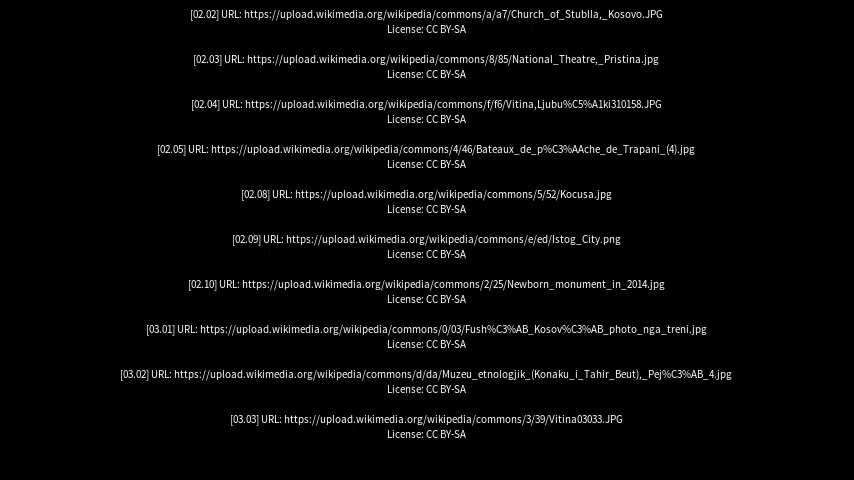 [02.02] URL: https://upload.wikimedia.org/wikipedia/commons/a/a7/Church_of_Stublla,_Kosovo.JPG
License: CC BY-SA
[02.03] URL: https://upload.wikimedia.org/wikipedia/commons/8/85/National_Theatre,_Pristina.jpg
License: CC BY-SA
[02.04] URL: https://upload.wikimedia.org/wikipedia/commons/f/f6/Vitina,Ljubu%C5%A1ki310158.JPG
License: CC BY-SA
[02.05] URL: https://upload.wikimedia.org/wikipedia/commons/4/46/Bateaux_de_p%C3%AAche_de_Trapani_(4).jpg
License: CC BY-SA
[02.08] URL: https://upload.wikimedia.org/wikipedia/commons/5/52/Kocusa.jpg
License: CC BY-SA
[02.09] URL: https://upload.wikimedia.org/wikipedia/commons/e/ed/Istog_City.png
License: CC BY-SA
[02.10] URL: https://upload.wikimedia.org/wikipedia/commons/2/25/Newborn_monument_in_2014.jpg
License: CC BY-SA
[03.01] URL: https://upload.wikimedia.org/wikipedia/commons/0/03/Fush%C3%AB_Kosov%C3%AB_photo_nga_treni.jpg
License: CC BY-SA
[03.02] URL: https://upload.wikimedia.org/wikipedia/commons/d/da/Muzeu_etnologjik_(Konaku_i_Tahir_Beut),_Pej%C3%AB_4.jpg
License: CC BY-SA
[03.03] URL: https://upload.wikimedia.org/wikipedia/commons/3/39/Vitina03033.JPG
License: CC BY-SA